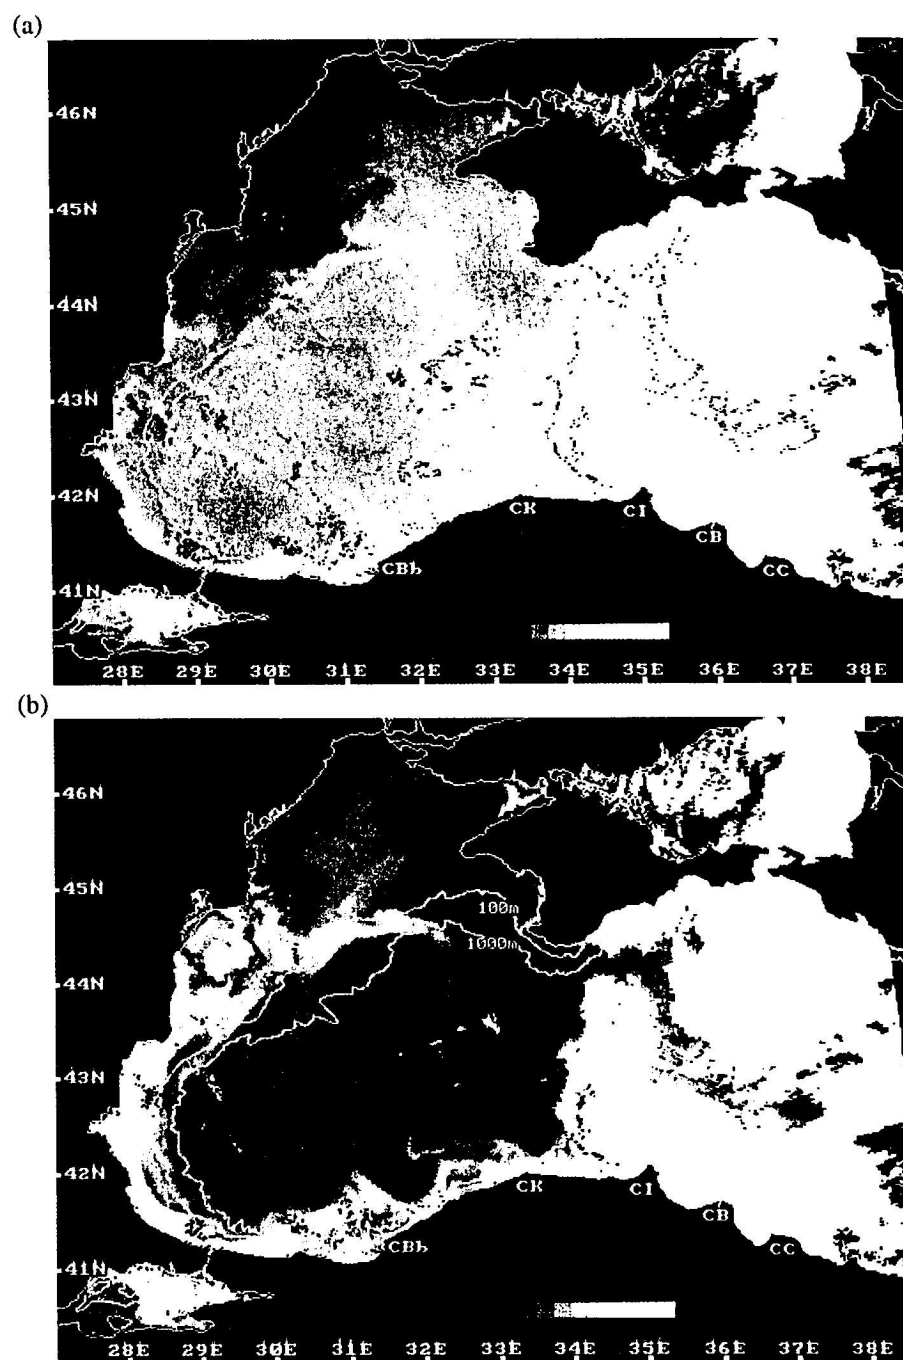 (a)
46N
45N
44N
43N
42N
41N
CK
CI
CB
CBb
CC
28E 29E 30E 31E 32E 33E 34E 35E 36E 37E 38E
(b)
46N
45N
100m
1000m
44N
43N
42N
41N
CK
CI
CB
CBb
CC
28E 29E 30E 31E 32E 33E 34E 35E 36E 37E 38E